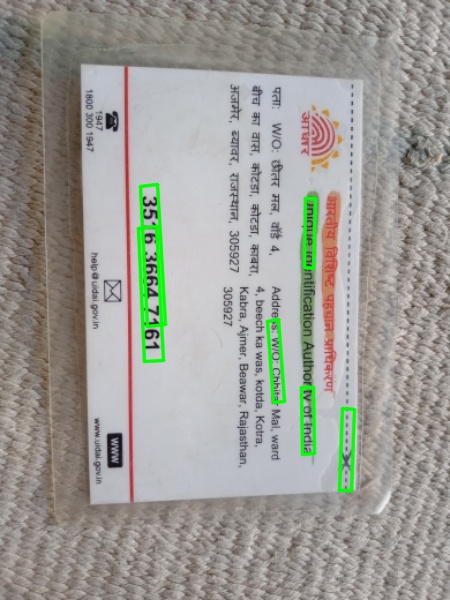 आधार
भारतीय विशिष्ट पहचान प्राधिकरण
Unique Identification Authority of India
पता: W/O: छीतर मल, वॉर्ड 4,
बीच का वास, कोटडा, कोटडा, काबरा,
अजमेर, ब्यावर, राजस्थान, 305927
Address: W/O: Chhitar Mal, ward
4, beech ka was, kotda, Kotra,
Kabra, Ajmer, Beawar, Rajasthan,
305927
3516 3664 7161
1947
1800 300 1947
help@uidai.gov.in
www
www.uidai.gov.in